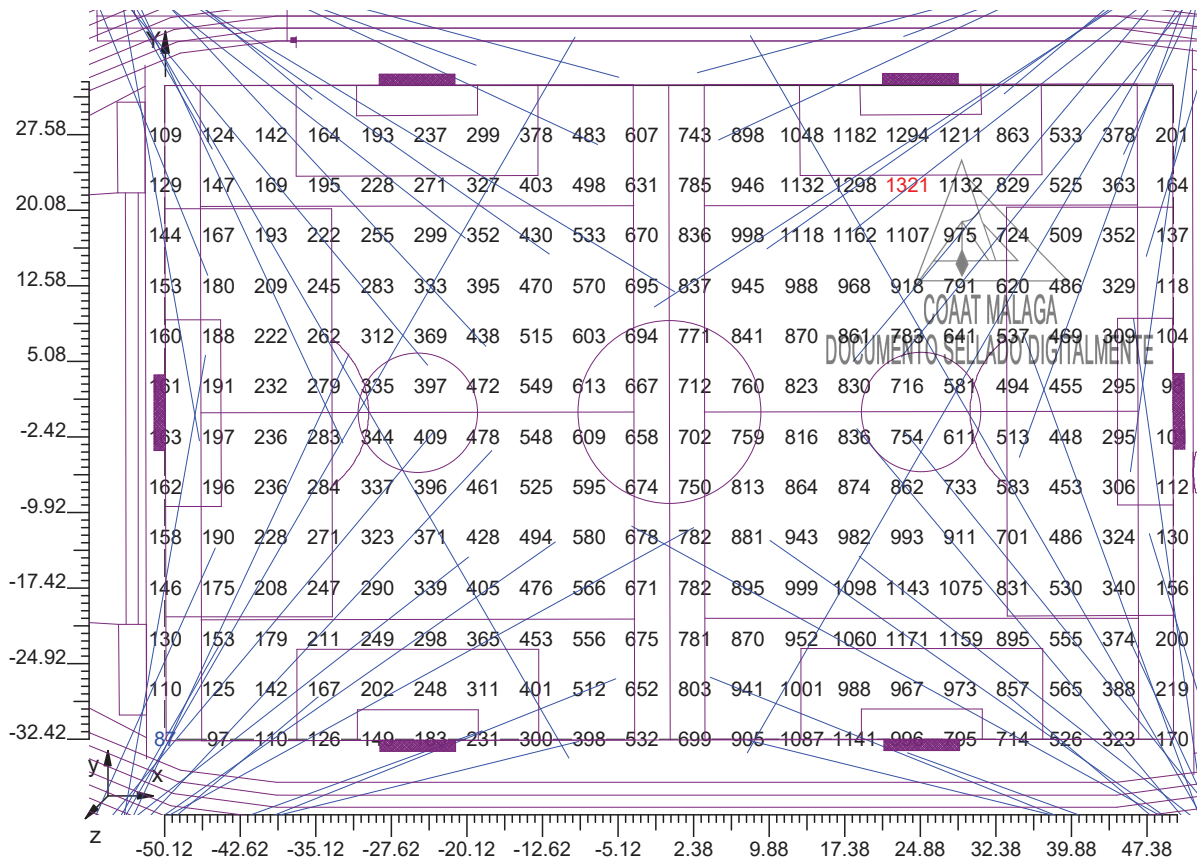 Y
27.58 109 124 142 164 193 237 299 378 483 607 743 898 1048 1182 1294 1211 863 533 378 201
129 147 169 195 228 271 327 403 498 631 785 946 1132 1298 1321 1132 829 525 363 164
20.08
144 167 193 222 255 299 352 430 533 670 836 998 1118 1162 1107 975 724 509 352 137
12.58 153 180 209 245 283 333 395 470 570 695 837 945 988 968 918 791 620 486 329 118
COAAT MALAGA
160 188 222 262 312 369 438 515 603 694 771 841 870 861 783 641 537 469 309 104
DOCUMENTO SELLADO DIGITALMENTE
5.08
161 191 232 279 335 397 472 549 613 667 712 760 823 830 716 581 494 455 295
-2.42 163 197 236 283 344 409 478 548 609 658 702 759 816 836 754 611 513 448 295
162 196 236 284 337 396 461 525 595 674 750 813 864 874 862 733 583 453 306 112
-9.92
158 190 228 271 323 371 428 494 580 678 782 881 943 982 993 911 701 486 324 130
-17.42 146 175 208 247 290 339 405 476 566 671 782 895 999 1098 1143 1075 831 530 340 156
130 153 179 211 249 298 365 453 556 675 781 870 952 1060 1171 1159 895 555 374 200
-24.92
110 125 142 167 202 248 311 401 512 652 803 941 1001 988 967 973 857 565 388 219
-32.42 87 97 110 126 149 183 231 300 398 532 699 905 1087 1141 996 795 714 526 323 170
y
x
z
-50.12 -42.62 -35.12 -27.62 -20.12 -12.62 -5.12 2.38 9.88 17.38 24.88 32.38 39.88 47.38